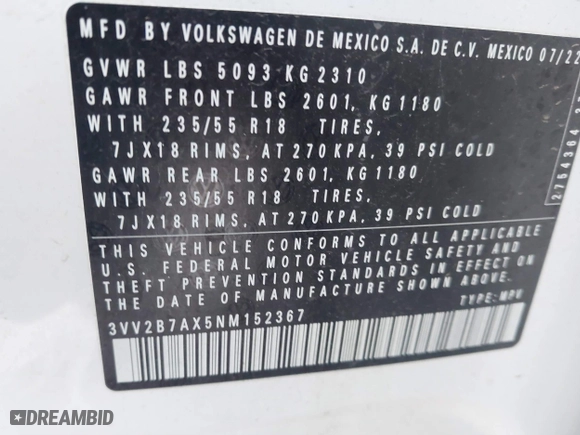 MFD BY VOLKSWAGEN DE MEXICO S.A. DE C.V. MEXICO 07/22
GVWR LBS 5093 KG 2310
GAWR FRONT LBS 2601, KG 1180
WITH 235/55 R18 TIRES,
7JX18 RIMS, AT 270 KPA, 39 PSI COLD
GAWR REAR LBS 2601, KG 1180
WITH 235/55 R18 TIRES,
7JX18 RIMS, AT 270 KPA, 39 PSI COLD
THIS VEHICLE CONFORMS TO ALL APPLICABLE
U.S. FEDERAL MOTOR VEHICLE SAFETY AND
THEFT PREVENTION STANDARDS IN EFFECT ON
THE DATE OF MANUFACTURE SHOWN ABOVE.
TYPE: MPV
3VV2B7AX5NM152367
2754364
DREAMBID